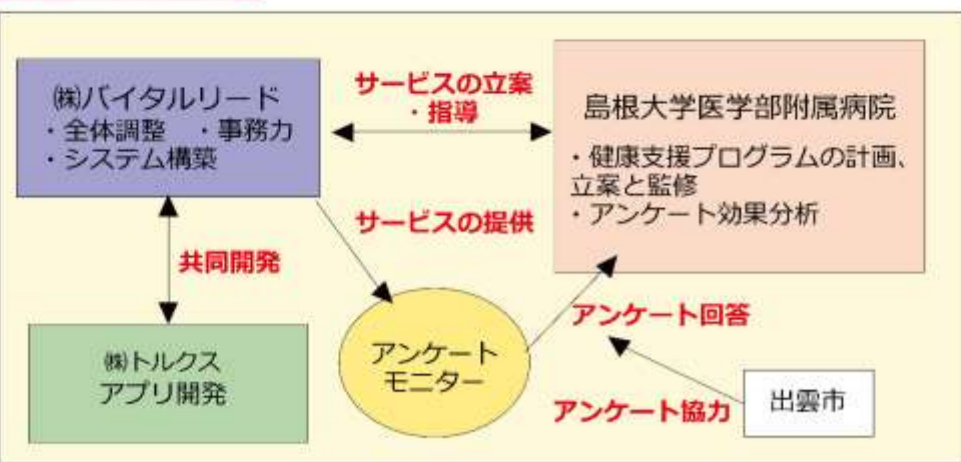 ㈱バイタルリード
・全体調整　・事務力
・システム構築
サービスの立案
・指導
島根大学医学部附属病院
・健康支援プログラムの計画、
立案と監修
・アンケート効果分析
サービスの提供
共同開発
アンケート
モニター
アンケート回答
㈱トルクス
アプリ開発
アンケート協力
出雲市